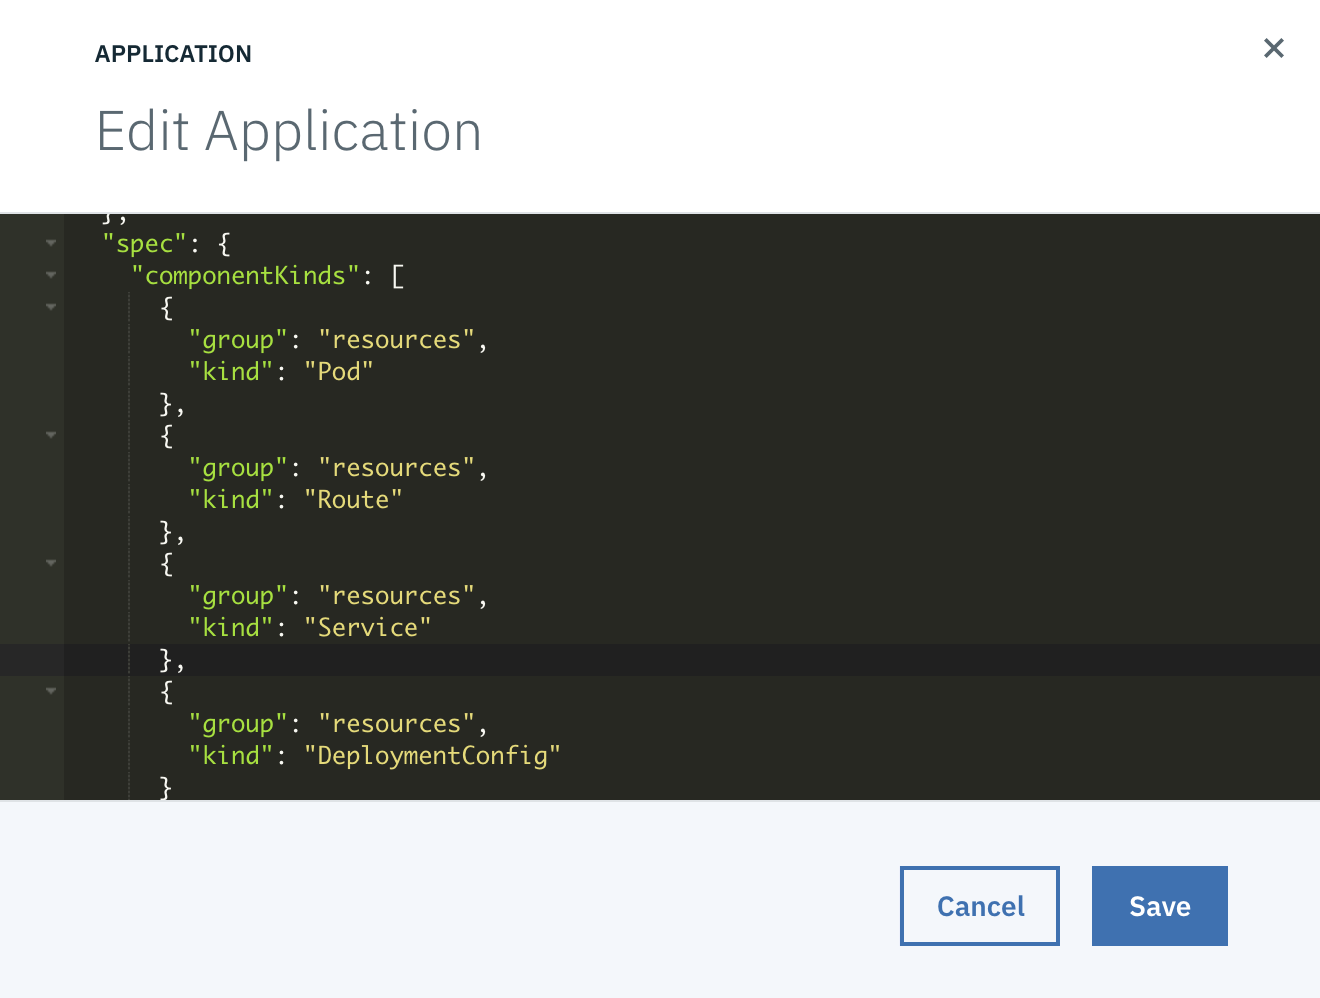 APPLICATION
Edit Application
},
"spec": {
"componentKinds": [
{
"group": "resources",
"kind": "Pod"
},
{
"group": "resources",
"kind": "Route"
},
{
"group": "resources",
"kind": "Service"
},
{
"group": "resources",
"kind": "DeploymentConfig"
}
Cancel
Save